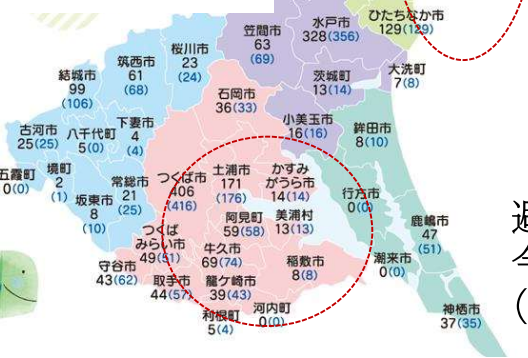 ひたちなか市
129(129)
水戸市
328(356)
笠間市
63
(69)
桜川市
23
(24)
筑西市
61
(68)
結城市
99
(106)
茨城町
13(14)
大洗町
7(8)
石岡市
36(33)
小美玉市
16(16)
鉾田市
8(10)
古河市
25(25)
八千代町
5(0)
下妻市
4
(4)
五霞町
0(0)
境町
2
(1)
坂東市
8
(10)
常総市
21
(25)
つくば市
406
(416)
土浦市
171
(176)
かすみ
がうら市
14(14)
行方市
0(0)
鹿嶋市
47
(51)
阿見町
59(58)
美浦村
13(13)
つくば
みらい市
49(51)
牛久市
69(74)
稲敷市
8(8)
潮来市
0(0)
守谷市
43(62)
取手市
44(57)
龍ケ崎市
39(43)
河内町
0(0)
利根町
5(4)
神栖市
37(35)